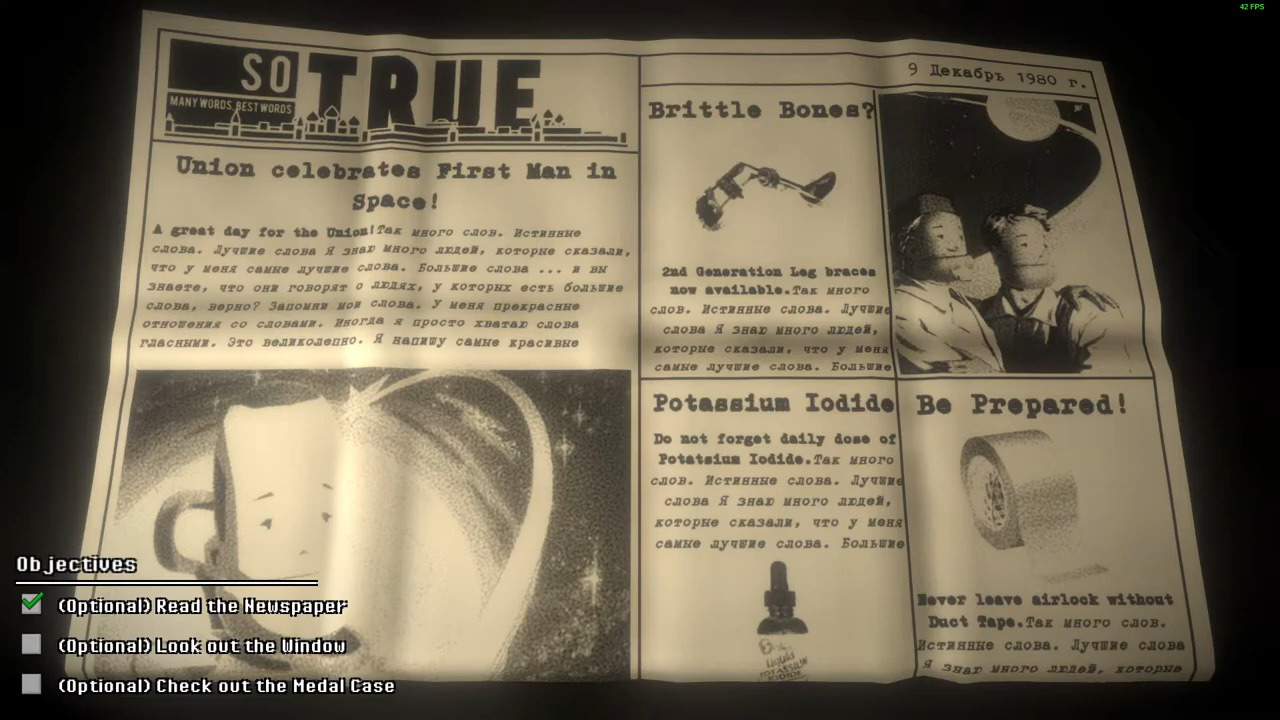 42 FPS
SO TRUE
MANY WORDS, BEST WORDS
9 Декабрь 1980 г.
Union celebrates First Man in
Space!
A great day for the Union!Так много слов. Истинные
слова. Лучшие слова Я знаю много людей, которые сказали,
что у меня самые лучшие слова. Большие слова ... и вы
знаете, что они говорят о людях, у которых есть большие
слова, верно? Запомни мои слова. У меня прекрасные
отношения со словами. Иногда я просто хватаю слова
гласными. Это великолепно. Я напишу самые красивые
Brittle Bones?
2nd Generation Leg braces
now available.Так много
слов. Истинные слова. Лучшие
слова Я знаю много людей,
которые сказали, что у меня
самые лучшие слова. Большие
Potassium Iodide
Do not forget daily dose of
Potatsium Iodide.Так много
слов. Истинные слова. Лучшие
слова Я знаю много людей,
которые сказали, что у меня
самые лучшие слова. Большие
Liquid
POTASSIUM
IODIDE
Be Prepared!
Never leave airlock without
Duct Tape.Так много слов.
Истинные слова. Лучшие слова
Я знаю много людей, которые
Objectives
(Optional) Read the Newspaper
(Optional) Look out the Window
(Optional) Check out the Medal Case